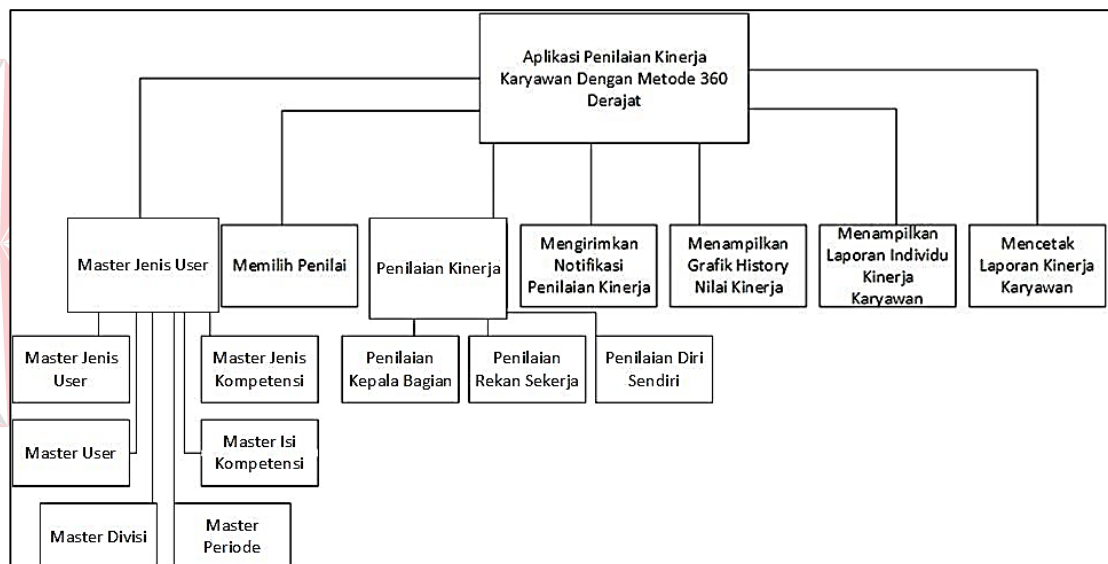 Aplikasi Penilaian Kinerja
Karyawan Dengan Metode 360
Derajat
Master Jenis User
Memilih Penilai
Penilaian Kinerja
Mengirimkan
Notifikasi
Penilaian Kinerja
Menampilkan
Grafik History
Nilai Kinerja
Menampilkan
Laporan Individu
Kinerja
Karyawan
Mencetak
Laporan Kinerja
Karyawan
Master Jenis
User
Master Jenis
Kompetensi
Penilaian
Kepala Bagian
Penilaian
Rekan Sekerja
Penilaian Diri
Sendiri
Master User
Master Isi
Kompetensi
Master Divisi
Master
Periode